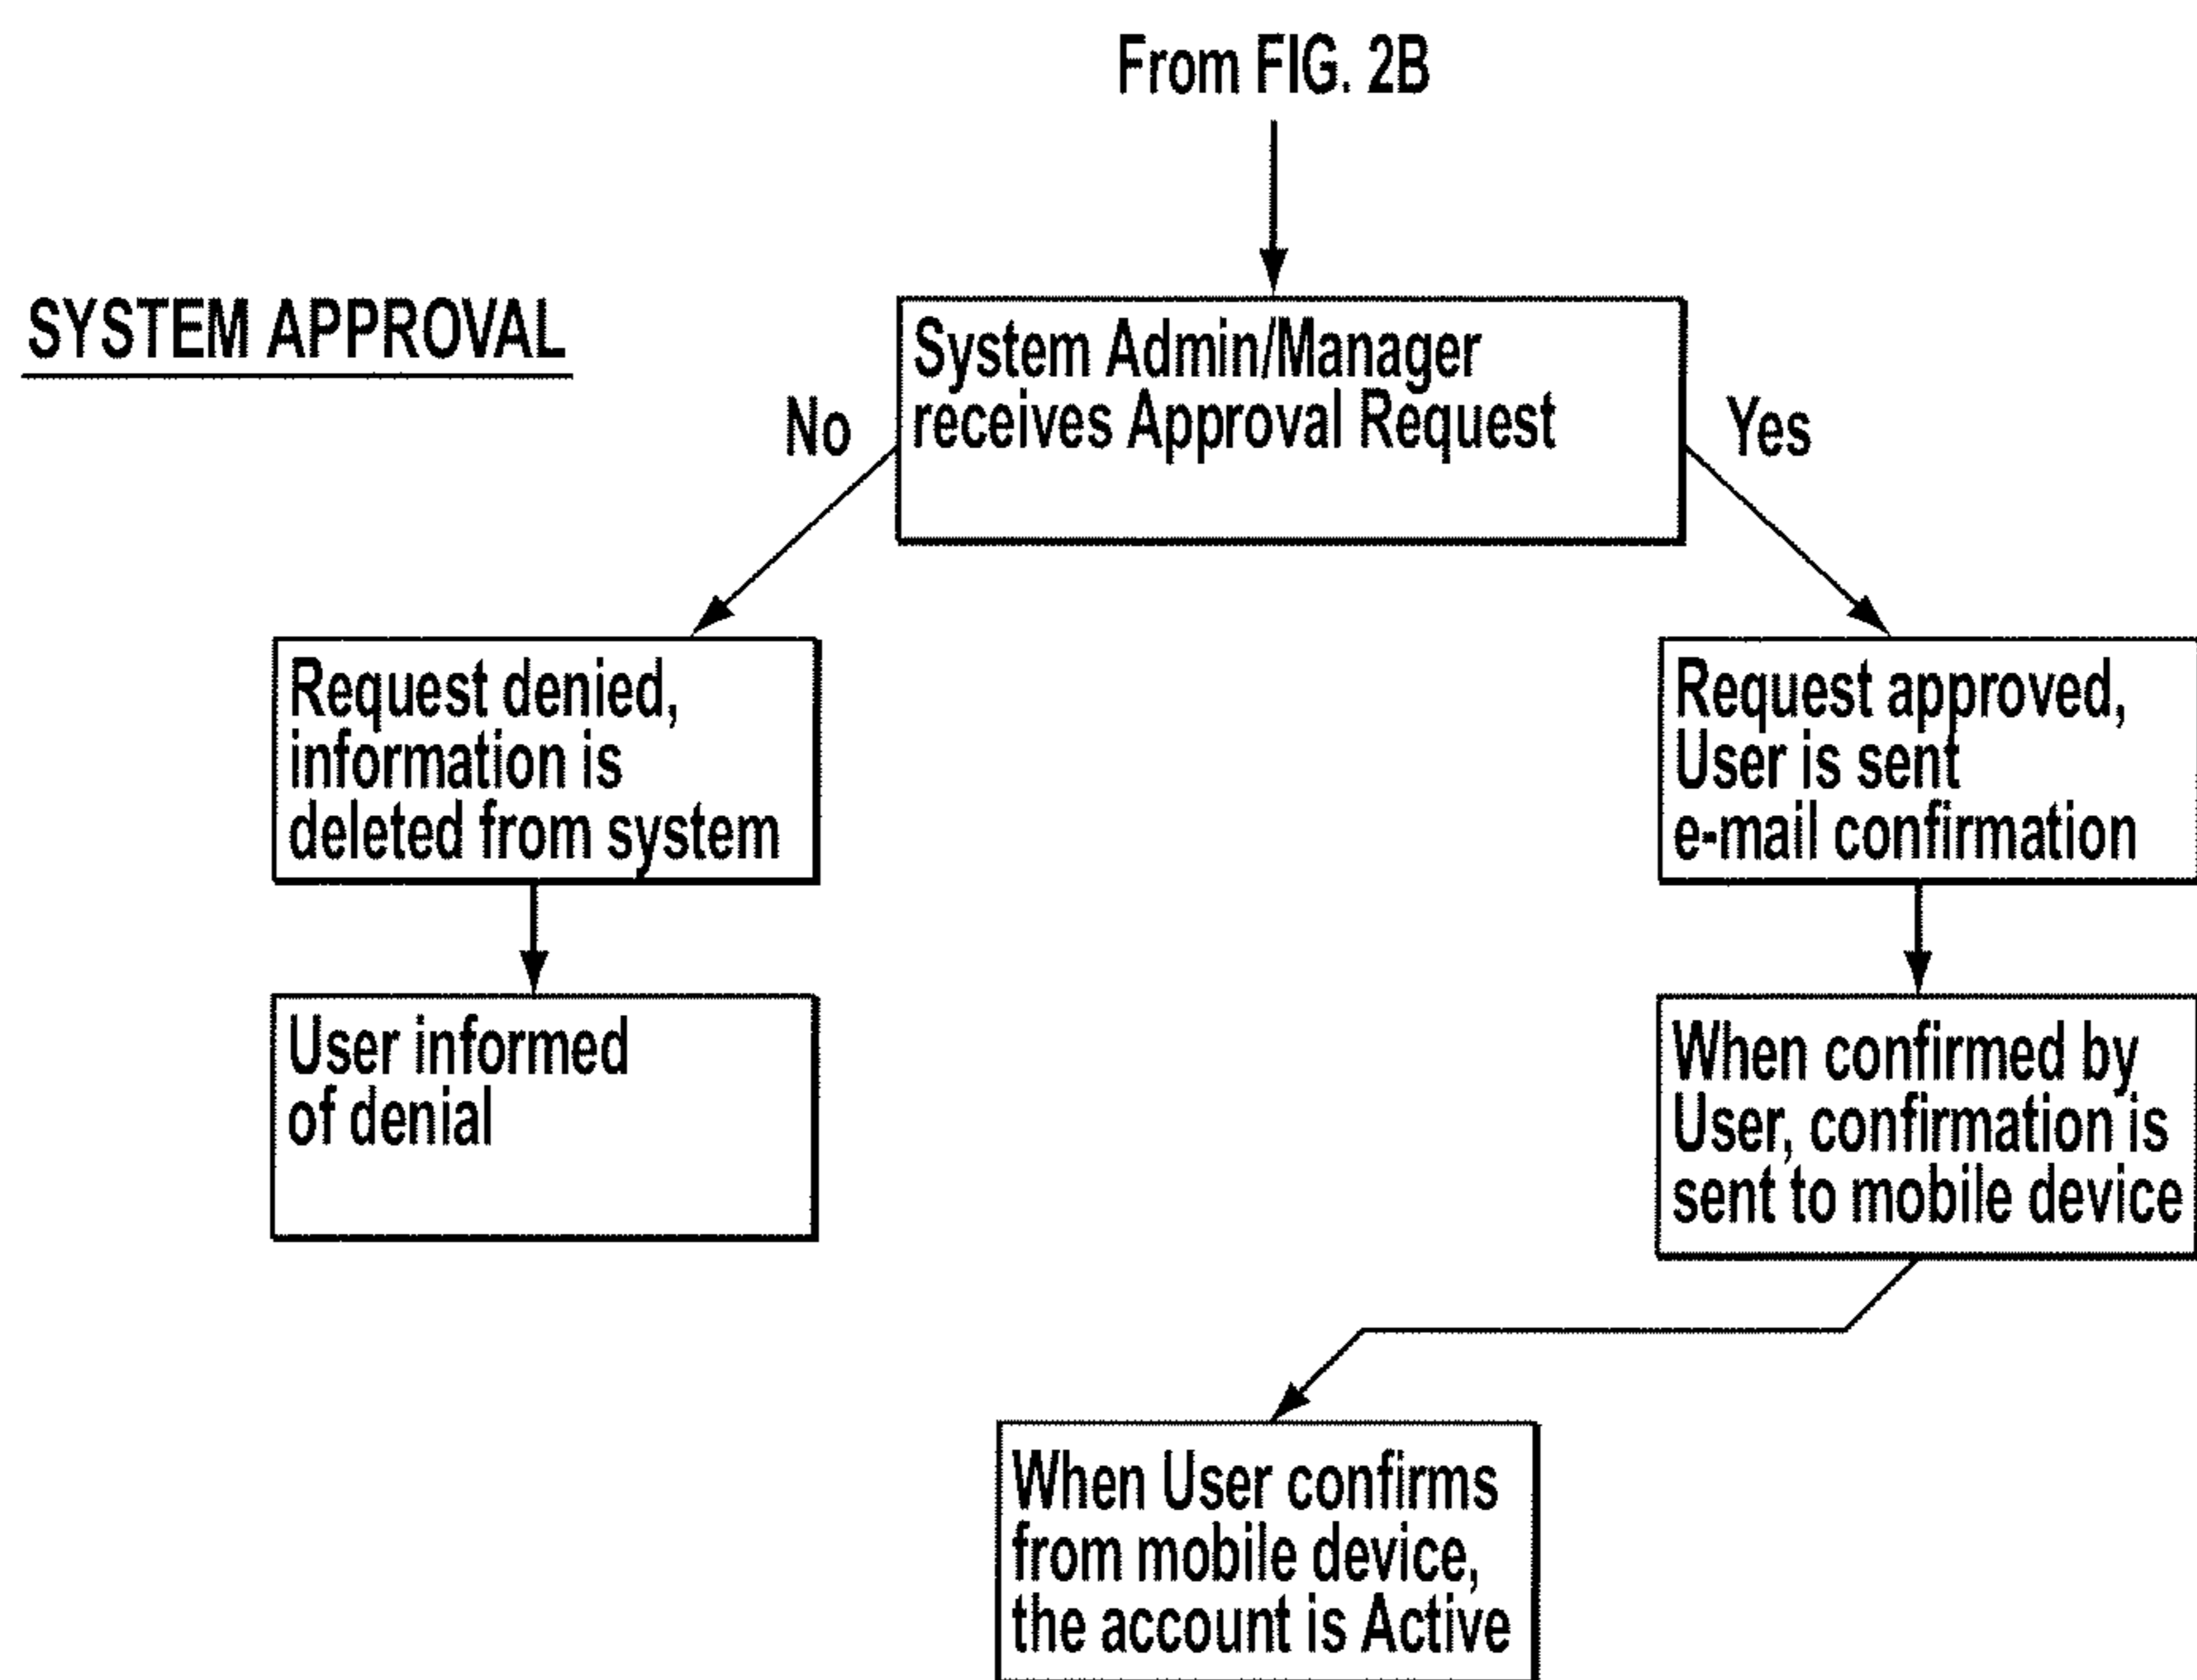 From FIG. 2B
SYSTEM APPROVAL
System Admin/Manager
receives Approval Request
No
Yes
Request denied,
information is
deleted from system
Request approved,
User is sent
e-mail confirmation
User informed
of denial
When confirmed by
User, confirmation is
sent to mobile device
When User confirms
from mobile device,
the account is Active